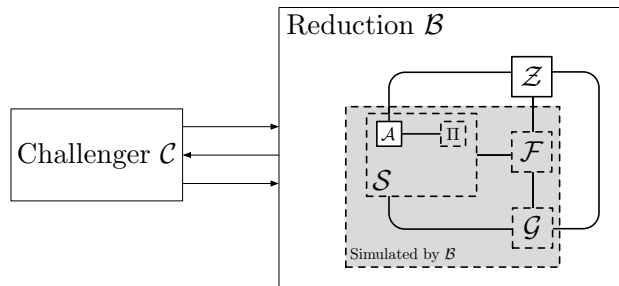 Reduction ℬ
𝒵
𝒜
Π
Challenger 𝒞
ℱ
𝒮
𝒢
Simulated by ℬ